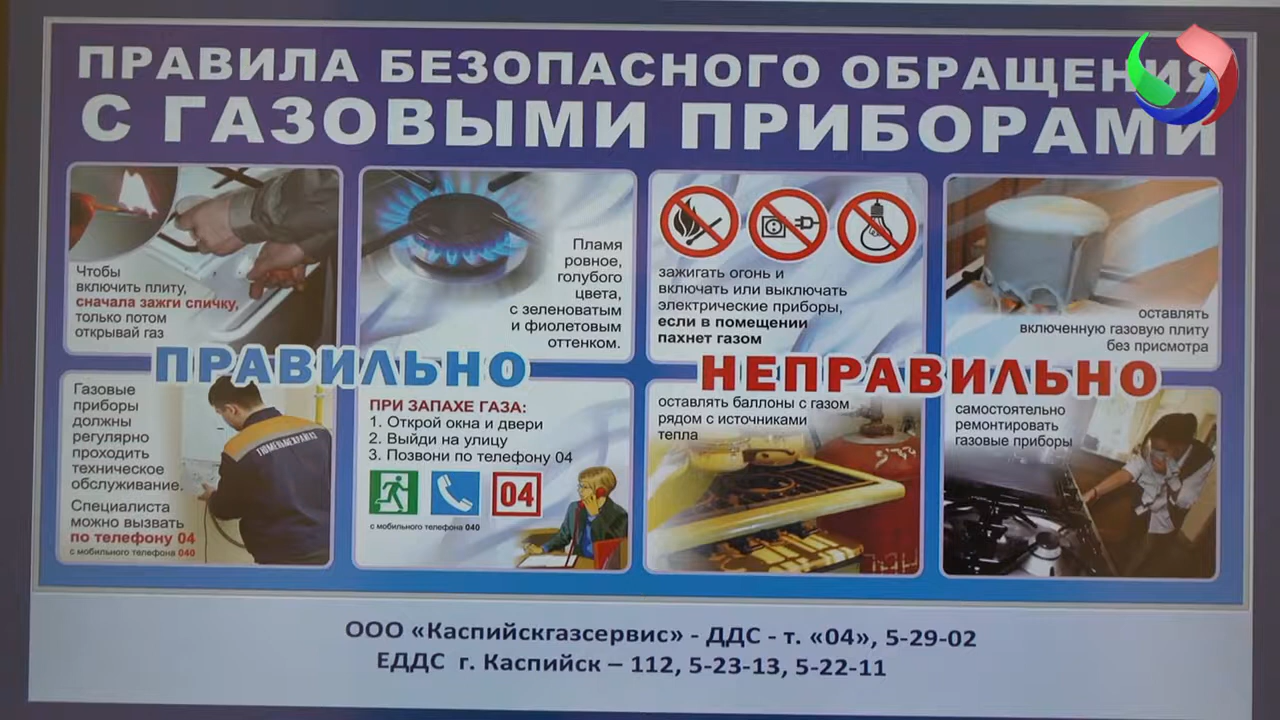 ПРАВИЛА БЕЗОПАСНОГО ОБРАЩЕНИЯ
С ГАЗОВЫМИ ПРИБОРАМИ
Чтобы
включить плиту,
сначала зажги спичку,
только потом
открывай газ
Пламя
ровное,
голубого
цвета,
с зеленоватым
и фиолетовым
оттенком.
зажигать огонь и
включать или выключать
электрические приборы,
если в помещении
пахнет газом
оставлять
включенную газовую плиту
без присмотра
ПРАВИЛЬНО
НЕПРАВИЛЬНО
Газовые
приборы
должны
регулярно
проходить
техническое
обслуживание.
Специалиста
можно вызвать
по телефону 04
с мобильного телефона 040
ПРИ ЗАПАХЕ ГАЗА:
1. Открой окна и двери
2. Выйди на улицу
3. Позвони по телефону 04
04
с мобильного телефона 040
оставлять баллоны с газом
рядом с источниками
тепла
самостоятельно
ремонтировать
газовые приборы
ООО «Каспийскгазсервис» - ДДС - т. «04», 5-29-02
ЕДДС г. Каспийск – 112, 5-23-13, 5-22-11